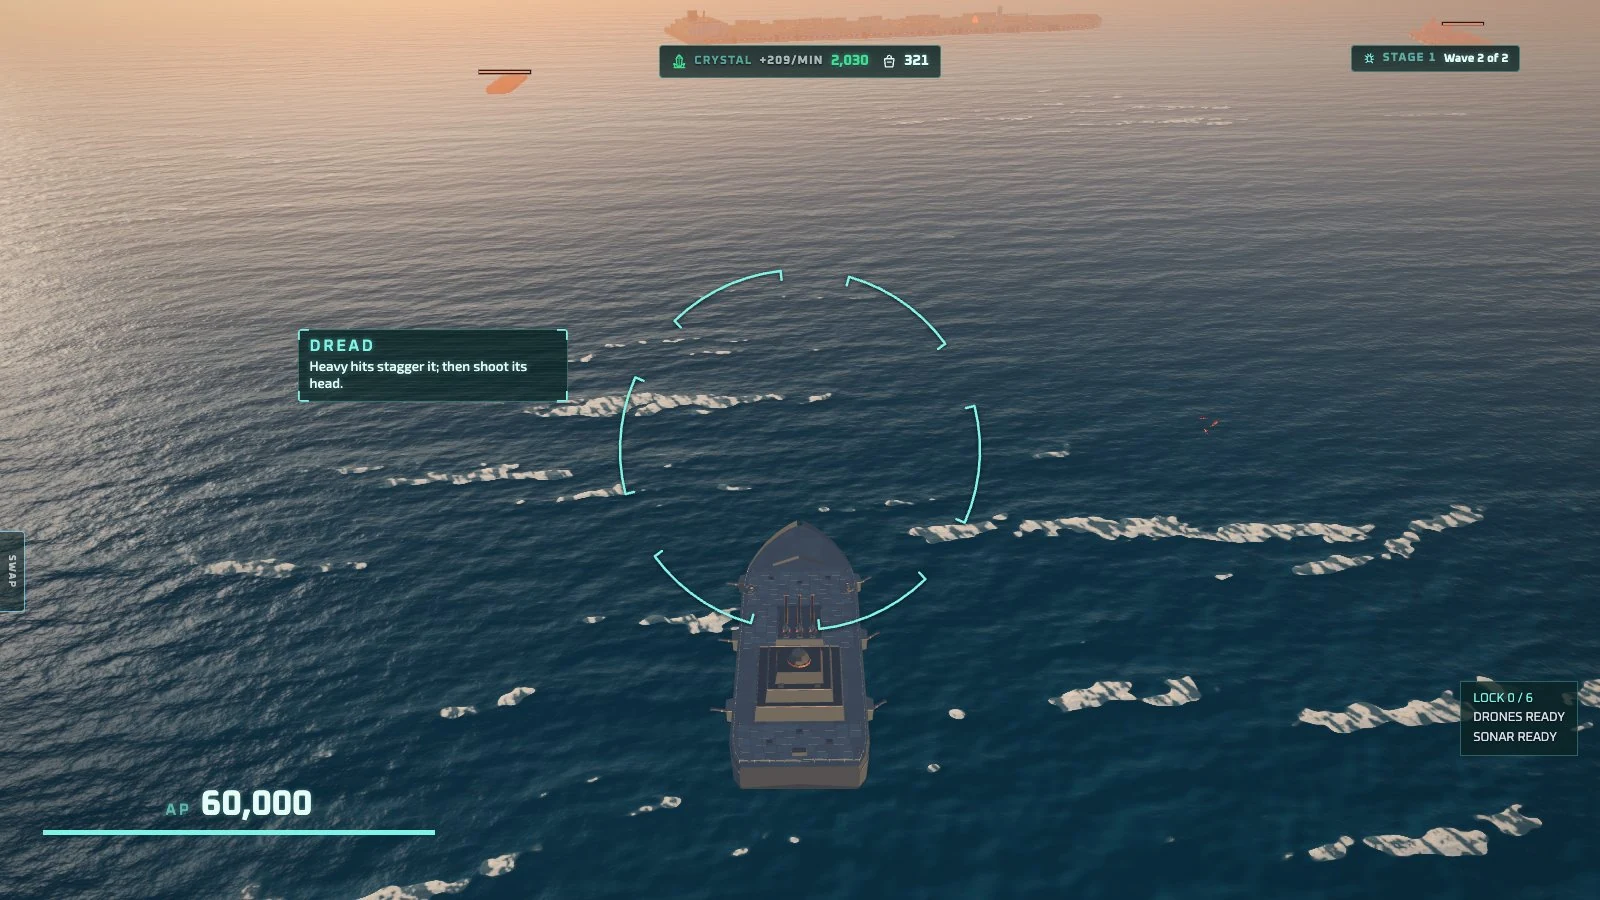 CRYSTAL +209/MIN 2,030 321
STAGE 1 Wave 2 of 2
DREAD
Heavy hits stagger it; then shoot its
head.
SWAP
LOCK 0 / 6
DRONES READY
SONAR READY
AP 60,000